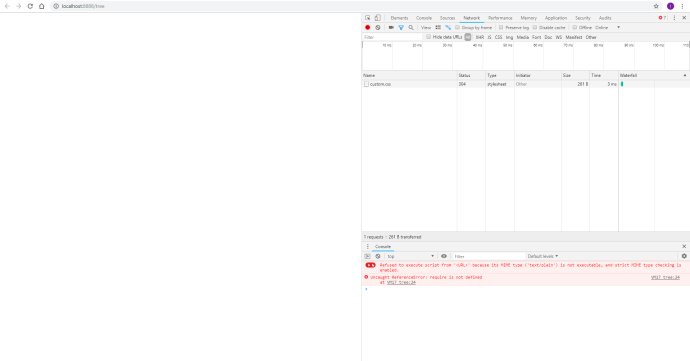 localhost:8888/tree
Elements Console Sources Network Performance Memory Application Security Audits
View: Group by frame Preserve log Disable cache Offline Online
Filter Hide data URLs All XHR JS CSS Img Media Font Doc WS Manifest Other
10 ms 20 ms 30 ms 40 ms 50 ms 60 ms 70 ms 80 ms 90 ms 100 ms 110
Name Status Type Initiator Size Time Waterfall
custom.css 304 stylesheet Other 261 B 3 ms
1 requests 261 B transferred
Console
top Filter Default levels
Refused to execute script from '<URL>' because its MIME type ('text/plain') is not executable, and strict MIME type checking is
enabled.
Uncaught ReferenceError: require is not defined VM17 tree:24
at VM17 tree:24